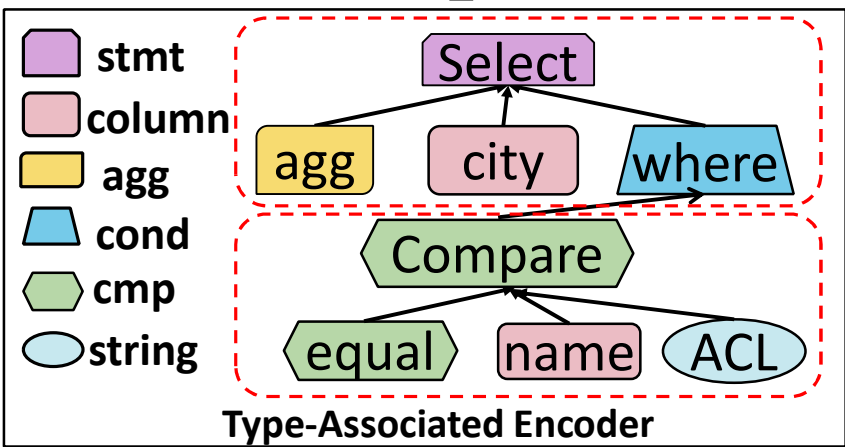 stmt
column
agg
cond
cmp
string
Select
agg city where
Compare
equal name ACL
Type-Associated Encoder